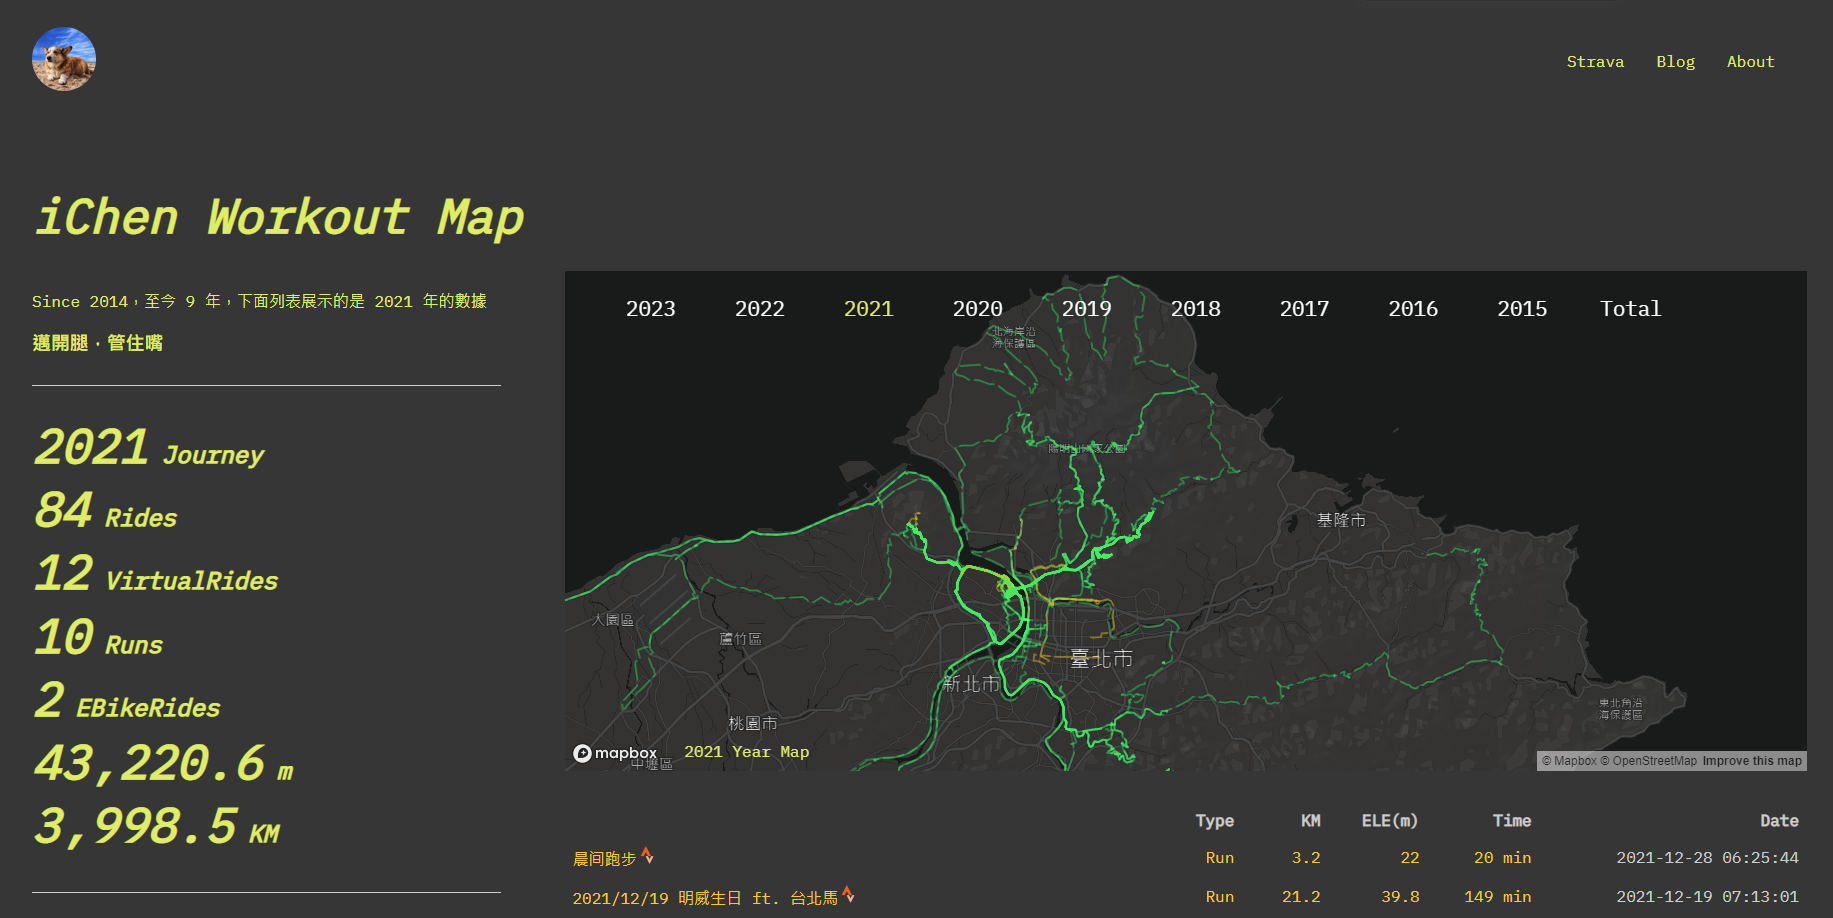 Strava Blog About
iChen Workout Map
Since 2014，至今 9 年，下面列表展示的是 2021 年的數據
邁開腿，管住嘴
2021 Journey
84 Rides
12 VirtualRides
10 Runs
2 EBikeRides
43,220.6 m
3,998.5 KM
2023 2022 2021 2020 2019 2018 2017 2016 2015 Total
北海岸沿
海保護區
陽明山國家公園
基隆市
大園區
蘆竹區
臺北市
新北市
桃園市
東北角沿
海保護區
mapbox 2021 Year Map
中壢區
© Mapbox © OpenStreetMap Improve this map
Type KM ELE(m) Time Date
晨间跑步 Run 3.2 22 20 min 2021-12-28 06:25:44
2021/12/19 明威生日 ft. 台北馬 Run 21.2 39.8 149 min 2021-12-19 07:13:01